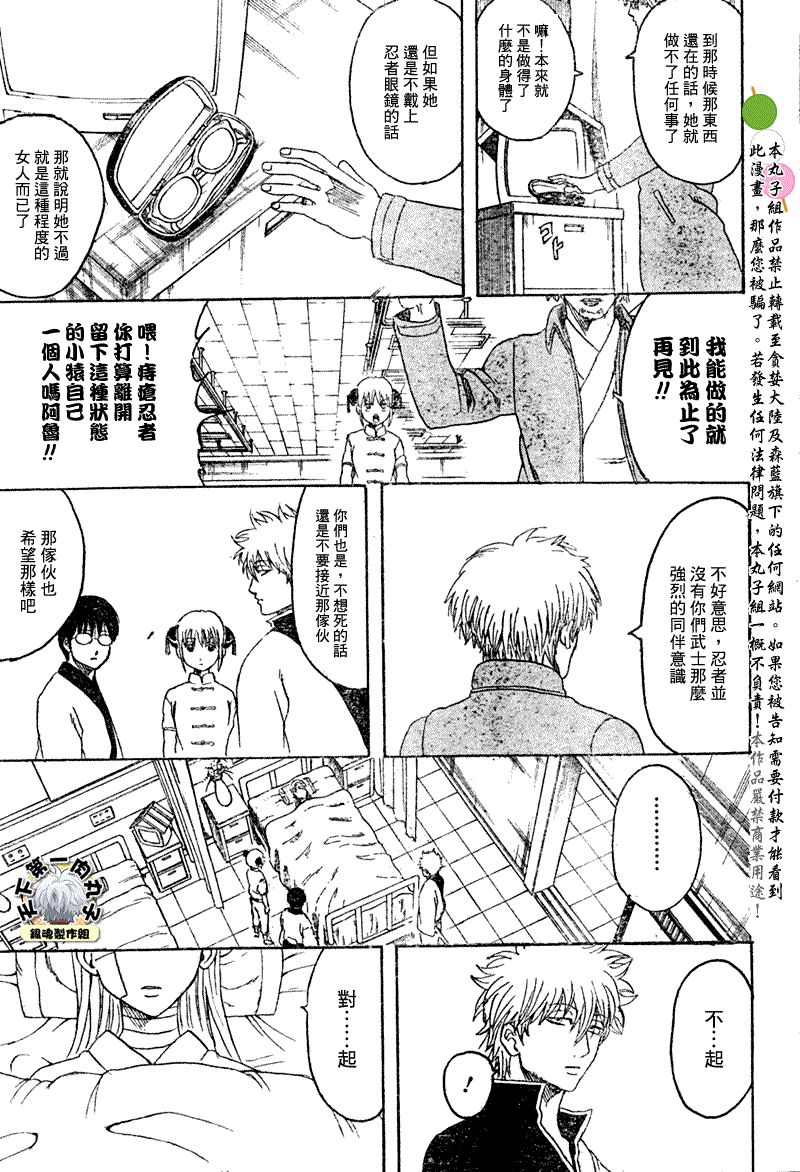 到那時候那東西
還在的話，她就
做不了任何事了
嘛！本來就
不是做得了
什麼的身體了
但如果她
還是不戴上
忍者眼鏡的話
那就說明她不過
就是這種程度的
女人而已了
我能做的就
到此為止了
再見!!
喂！痔瘡忍者
你打算離開
留下這種狀態
的小猿自己
一個人嗎阿魯!!
不好意思，忍者並
沒有你們武士那麼
強烈的同伴意識
你們也是，不想死的話
還是不要接近那傢伙
那傢伙也
希望那樣吧
…………
不…起
！
對……起
本丸子組作品禁止轉載至貪婪大陸及森藍旗下的任何網站。如果您被告知需要付款才能看到
此漫畫，那麼您被騙了。若發生任何法律問題，本丸子組一概不負責！本作品嚴禁商業用途！
天下第一肉丸子
銀魂製作組